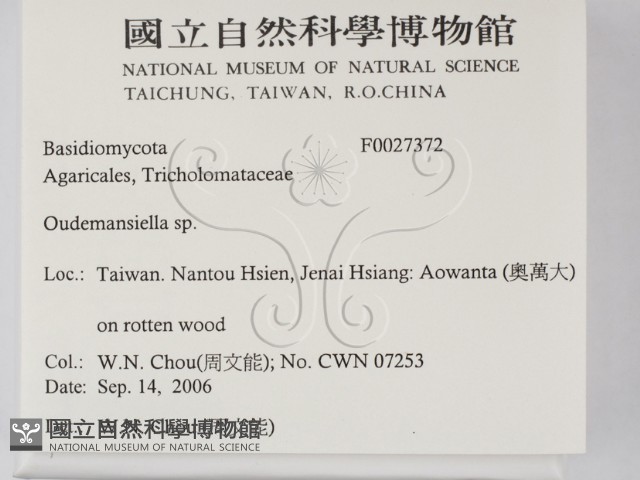 國立自然科學博物館
NATIONAL MUSEUM OF NATURAL SCIENCE
TAICHUNG, TAIWAN, R.O.CHINA
Basidiomycota F0027372
Agaricales, Tricholomataceae
Oudemansiella sp.
Loc.: Taiwan. Nantou Hsien, Jenai Hsiang: Aowanta (奧萬大)
on rotten wood
Col.: W.N. Chou(周文能); No. CWN 07253
Date: Sep. 14, 2006
國立自然科學博物館
NATIONAL MUSEUM OF NATURAL SCIENCE